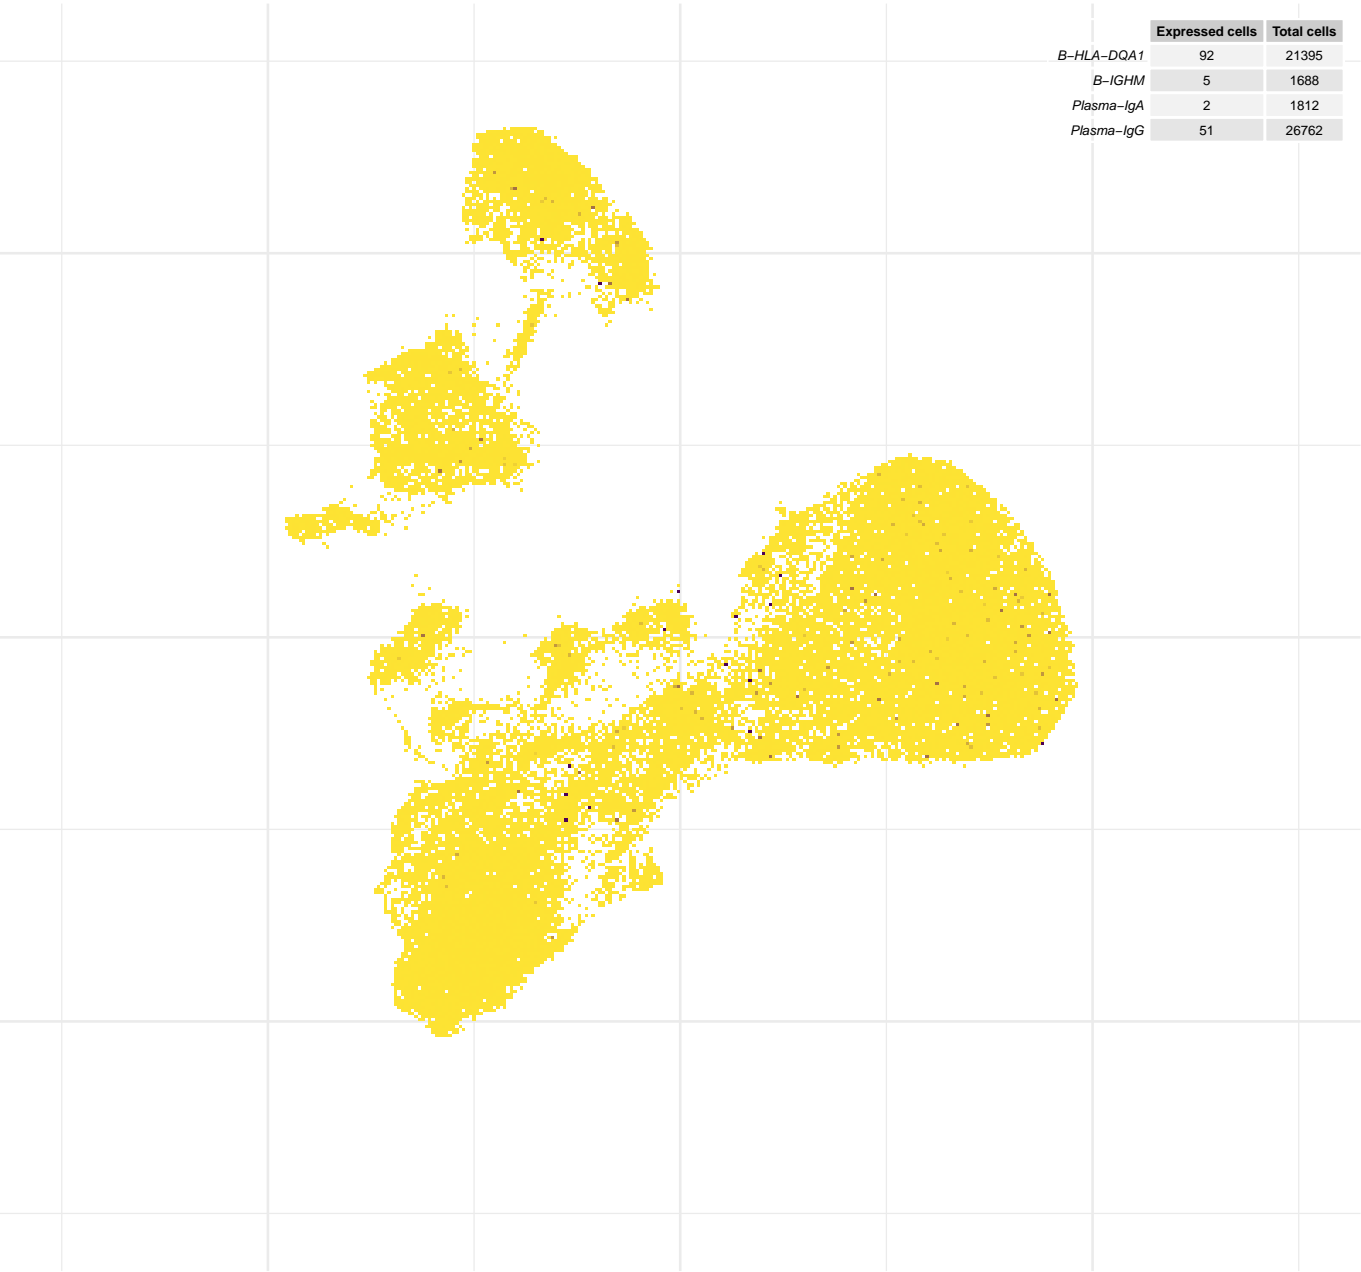 Expressed cells Total cells
B−HLA−DQA1 92 21395
B−IGHM 5 1688
Plasma−IgA 2 1812
Plasma−IgG 51 26762